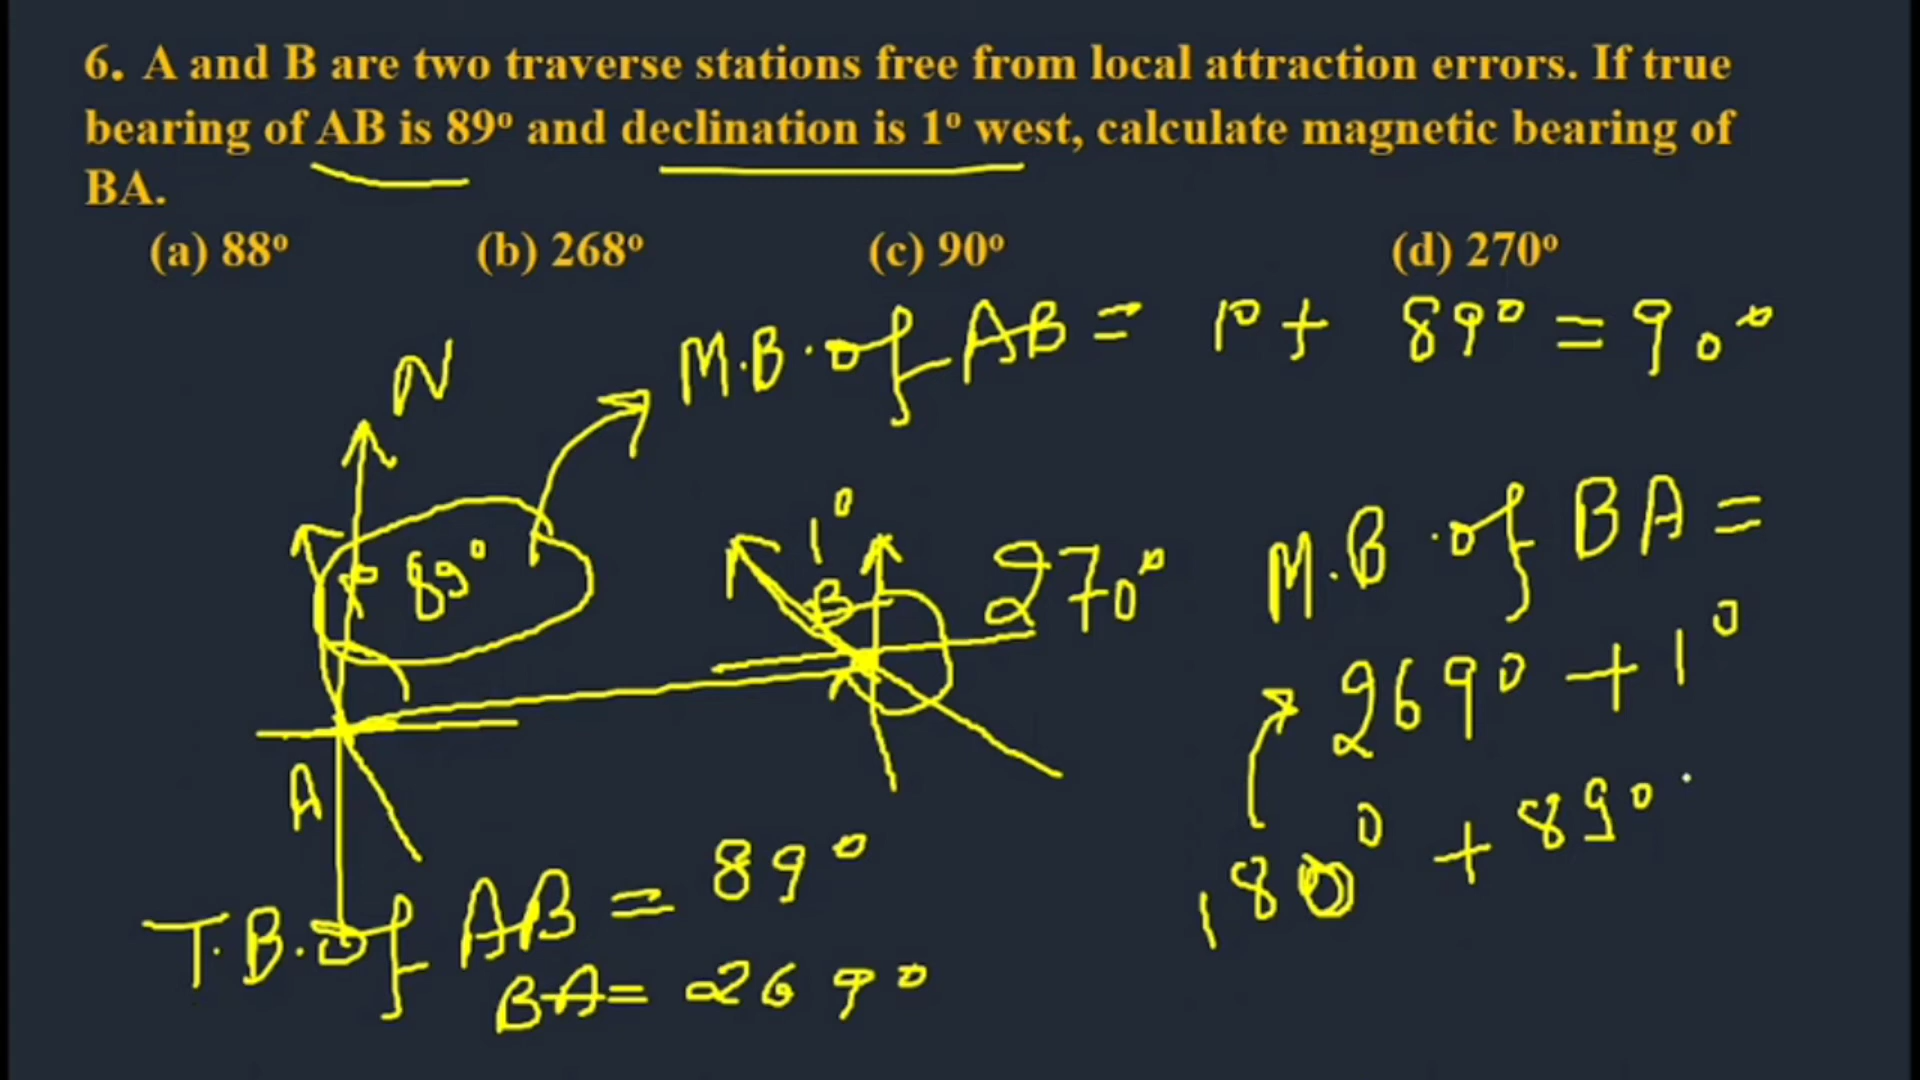 6. A and B are two traverse stations free from local attraction errors. If true
bearing of AB is 89° and declination is 1° west, calculate magnetic bearing of
BA.
(a) 88° (b) 268° (c) 90° (d) 270°
M.B. of AB = 1° + 89° = 90°
N
1°
89°
B
270°
M.B. of BA =
269° + 1°
A
180° + 89°
T.B. of AB = 89°
BA = 269°